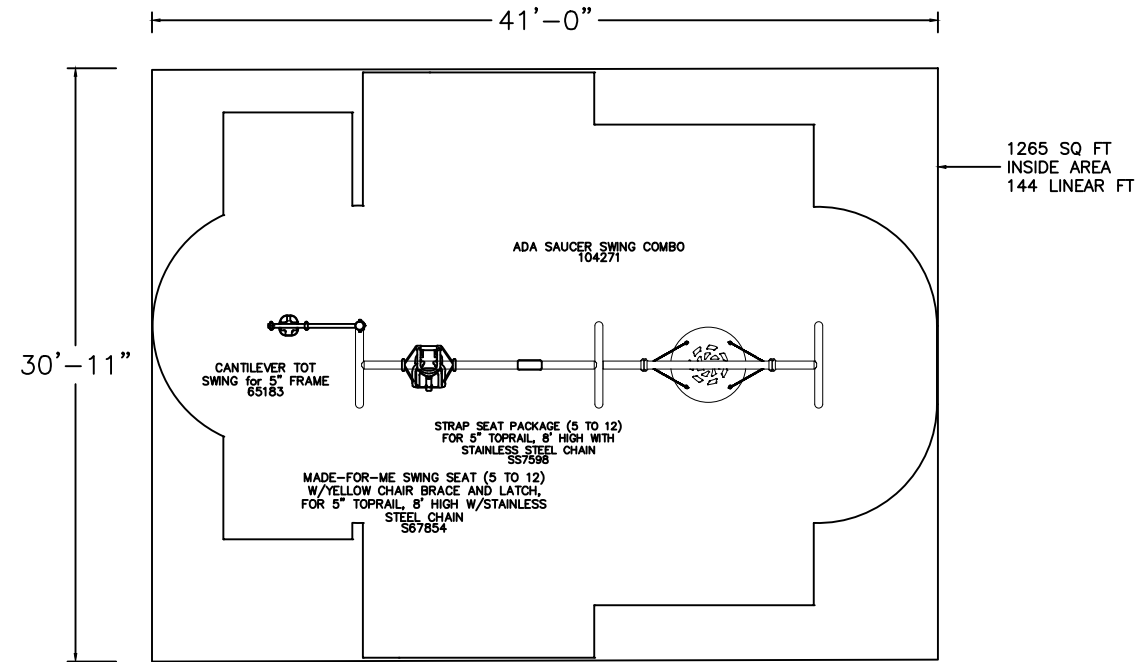 41'-0"
1265 SQ FT
INSIDE AREA
144 LINEAR FT
ADA SAUCER SWING COMBO
104271
30'-11"
CANTILEVER TOT
SWING for 5" FRAME
65183
STRAP SEAT PACKAGE (5 TO 12)
FOR 5" TOPRAIL, 8' HIGH WITH
STAINLESS STEEL CHAIN
SS7598
MADE-FOR-ME SWING SEAT (5 TO 12)
W/YELLOW CHAIR BRACE AND LATCH,
FOR 5" TOPRAIL, 8' HIGH W/STAINLESS
STEEL CHAIN
S67854